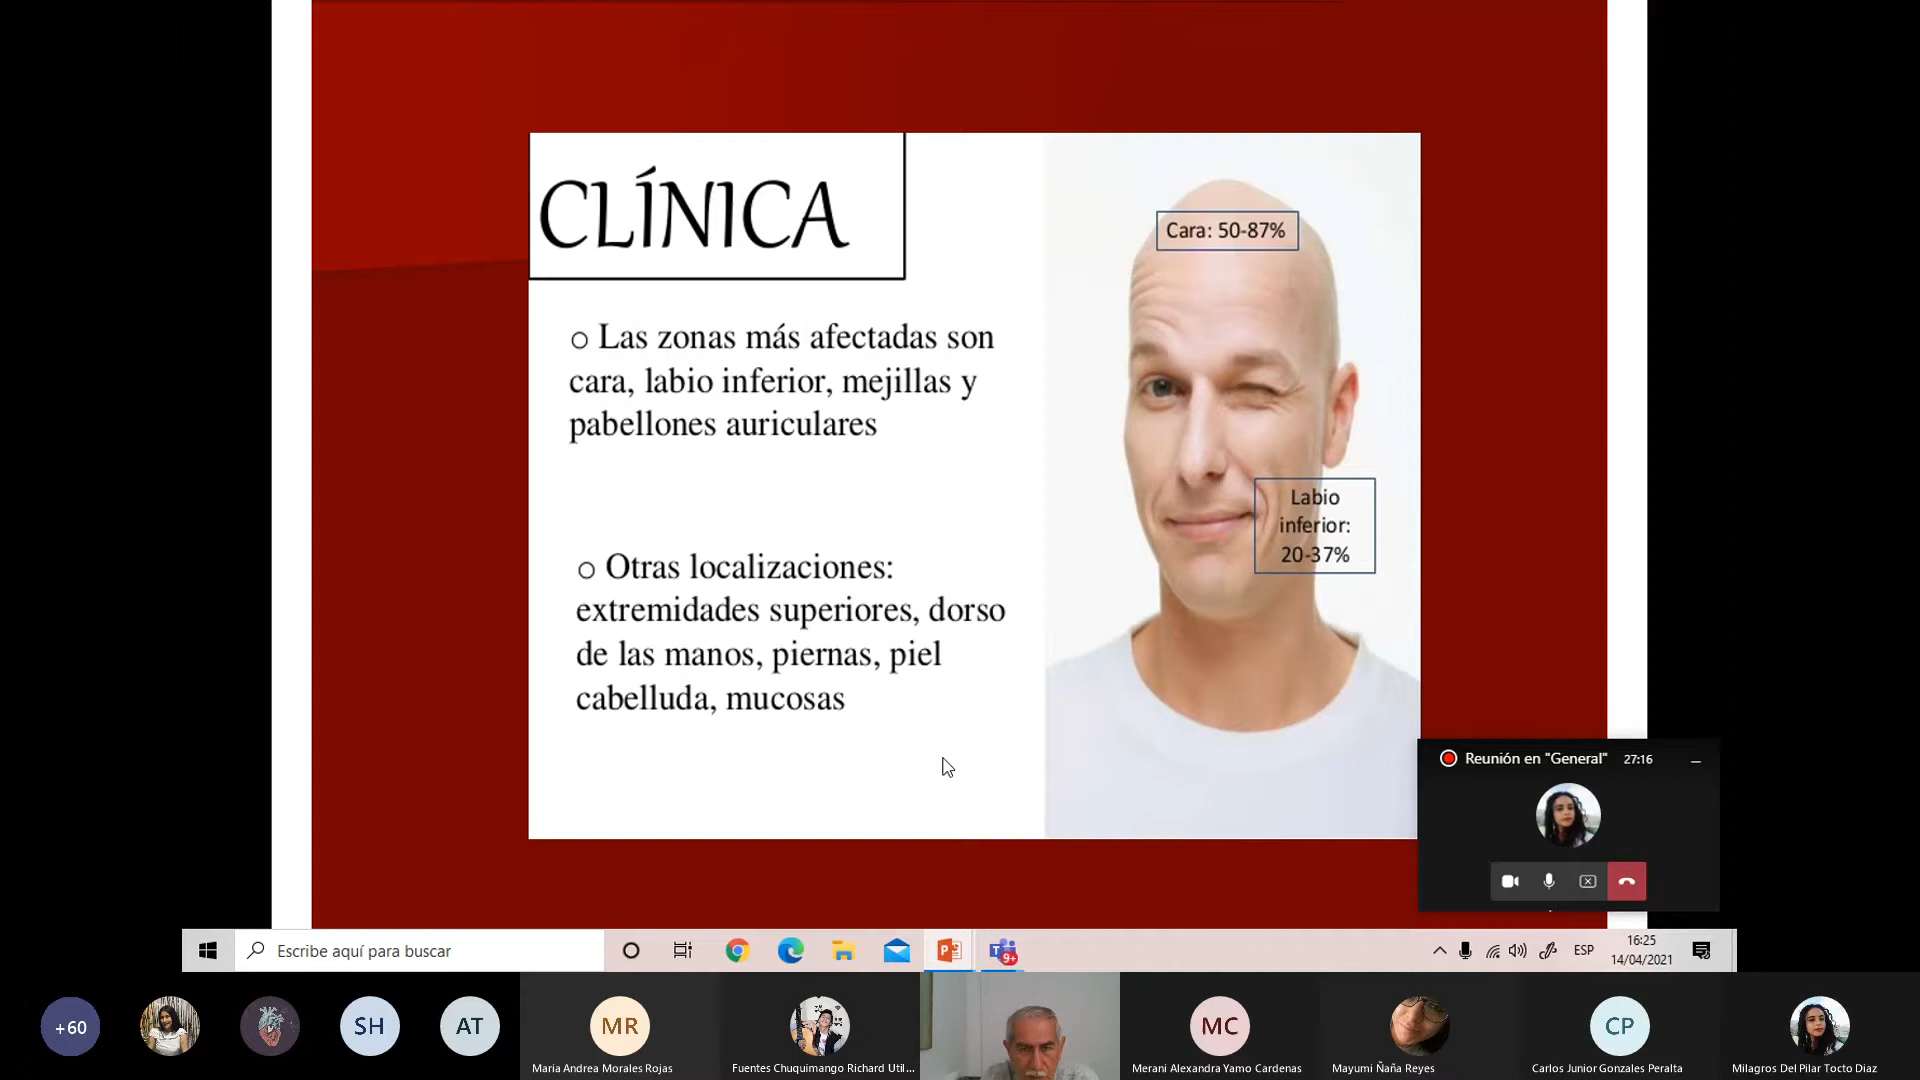 CLÍNICA
Cara: 50-87%
o Las zonas más afectadas son
cara, labio inferior, mejillas y
pabellones auriculares
Labio
inferior:
20-37%
o Otras localizaciones:
extremidades superiores, dorso
de las manos, piernas, piel
cabelluda, mucosas
Reunión en "General" 27:16
Escribe aquí para buscar
9+
ESP
16:25
14/04/2021
+60
SH
AT
MR
MC
CP
Maria Andrea Morales Rojas
Fuentes Chuquimango Richard Util...
Merani Alexandra Yamo Cardenas
Mayumi Ñaña Reyes
Carlos Junior Gonzales Peralta
Milagros Del Pilar Tocto Diaz